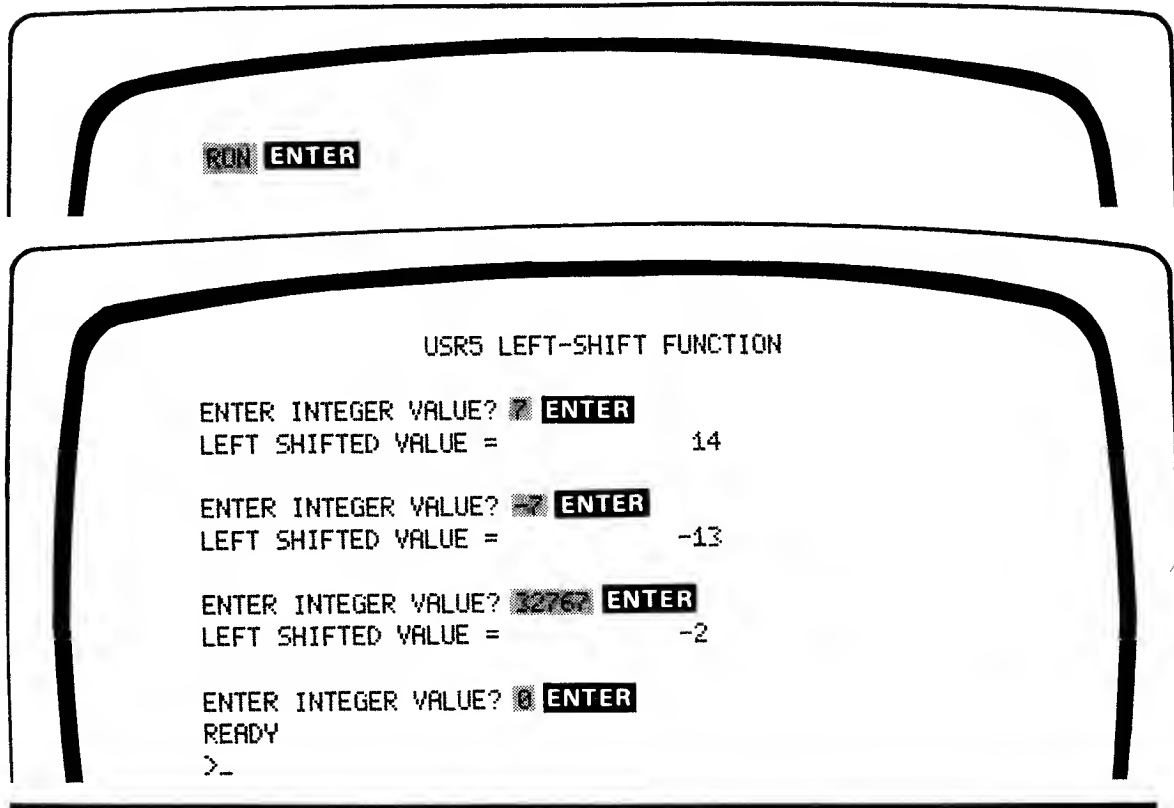 RUN ENTER
USR5 LEFT-SHIFT FUNCTION
ENTER INTEGER VALUE? 7 ENTER
LEFT SHIFTED VALUE = 14
ENTER INTEGER VALUE? -7 ENTER
LEFT SHIFTED VALUE = -13
ENTER INTEGER VALUE? 32767 ENTER
LEFT SHIFTED VALUE = -2
ENTER INTEGER VALUE? 0 ENTER
READY
>_